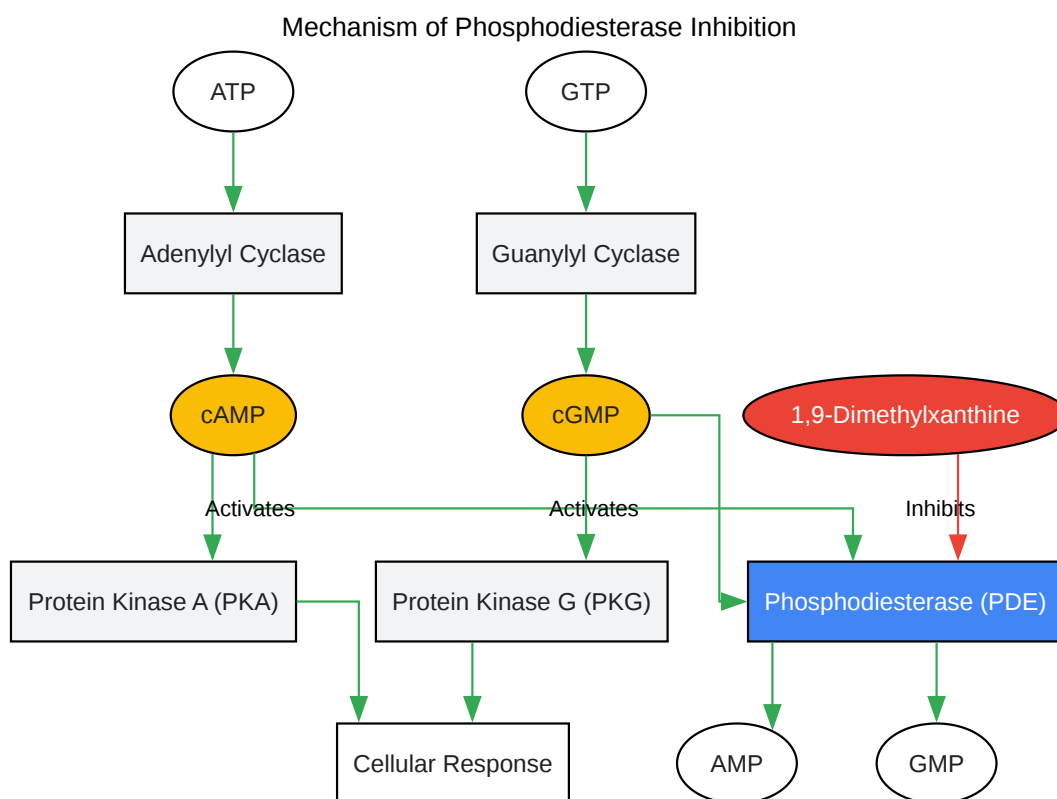 Mechanism of Phosphodiesterase Inhibition
ATP
GTP
Adenylyl Cyclase
Guanylyl Cyclase
cAMP
cGMP
1,9-Dimethylxanthine
Activates
Activates
Inhibits
Protein Kinase A (PKA)
Protein Kinase G (PKG)
Phosphodiesterase (PDE)
Cellular Response
AMP
GMP